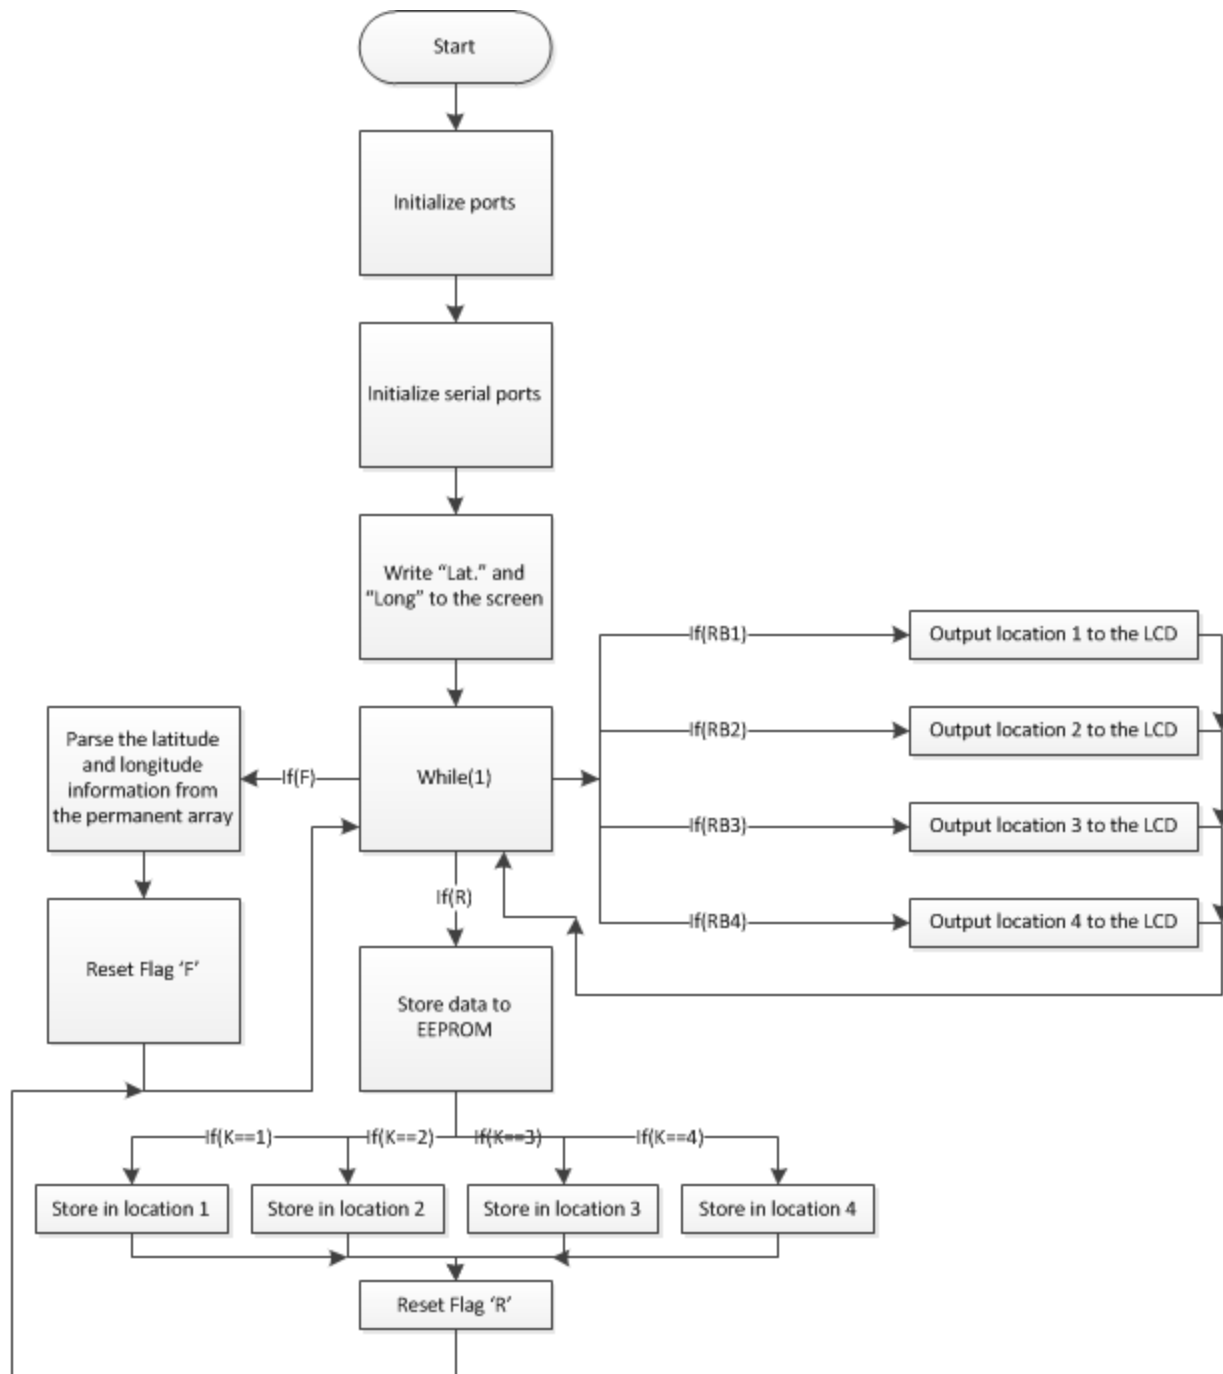 Start
Initialize ports
Initialize serial ports
Write “Lat.” and
“Long” to the screen
If(RB1)
Output location 1 to the LCD
Parse the latitude
and longitude
information from
the permanent array
If(F)
While(1)
If(RB2)
Output location 2 to the LCD
If(RB3)
Output location 3 to the LCD
If(R)
If(RB4)
Output location 4 to the LCD
Reset Flag ‘F’
Store data to
EEPROM
If(K==1)
If(K==2)
If(K==3)
If(K==4)
Store in location 1
Store in location 2
Store in location 3
Store in location 4
Reset Flag ‘R’